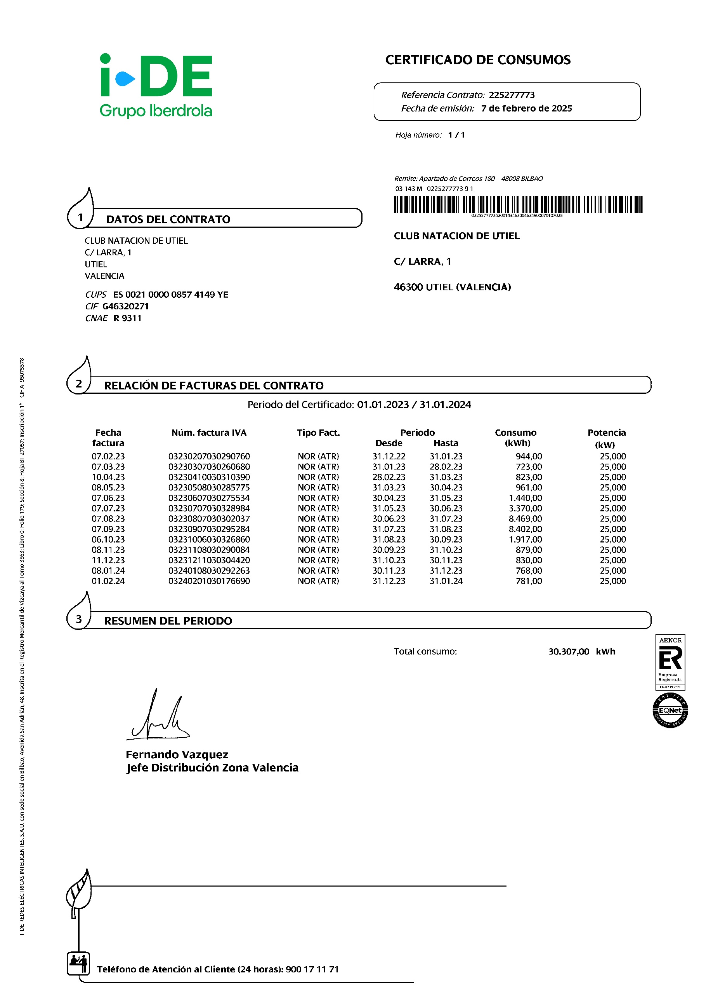 i-DE
Grupo Iberdrola
CERTIFICADO DE CONSUMOS
Referencia Contrato: 225277773
Fecha de emisión: 7 de febrero de 2025
Hoja número: 1 / 1
Remite: Apartado de Correos 180 – 48008 BILBAO
03 143 M 0225277773 9 1
02252777735200143463004624900070107025
CLUB NATACION DE UTIEL
C/ LARRA, 1
46300 UTIEL (VALENCIA)
1 DATOS DEL CONTRATO
CLUB NATACION DE UTIEL
C/ LARRA, 1
UTIEL
VALENCIA
CUPS ES 0021 0000 0857 4149 YE
CIF G46320271
CNAE R 9311
2 RELACIÓN DE FACTURAS DEL CONTRATO
Periodo del Certificado: 01.01.2023 / 31.01.2024
Fecha Núm. factura IVA Tipo Fact. Periodo Consumo Potencia
factura Desde Hasta (kWh) (kW)
07.02.23 03230207030290760 NOR (ATR) 31.12.22 31.01.23 944,00 25,000
07.03.23 03230307030260680 NOR (ATR) 31.01.23 28.02.23 723,00 25,000
10.04.23 03230410030310390 NOR (ATR) 28.02.23 31.03.23 823,00 25,000
08.05.23 03230508030285775 NOR (ATR) 31.03.23 30.04.23 961,00 25,000
07.06.23 03230607030275534 NOR (ATR) 30.04.23 31.05.23 1.440,00 25,000
07.07.23 03230707030328984 NOR (ATR) 31.05.23 30.06.23 3.370,00 25,000
07.08.23 03230807030302037 NOR (ATR) 30.06.23 31.07.23 8.469,00 25,000
07.09.23 03230907030295284 NOR (ATR) 31.07.23 31.08.23 8.402,00 25,000
06.10.23 03231006030326860 NOR (ATR) 31.08.23 30.09.23 1.917,00 25,000
08.11.23 03231108030290084 NOR (ATR) 30.09.23 31.10.23 879,00 25,000
11.12.23 03231211030304420 NOR (ATR) 31.10.23 30.11.23 830,00 25,000
08.01.24 03240108030292263 NOR (ATR) 30.11.23 31.12.23 768,00 25,000
01.02.24 03240201030176690 NOR (ATR) 31.12.23 31.01.24 781,00 25,000
3 RESUMEN DEL PERIODO
Total consumo: 30.307,00 kWh
AENOR
ER
Empresa
Registrada
ER-0739/2/99
CERTIFIED
EQNet
QUALITY SYSTEM
Fernando Vazquez
Jefe Distribución Zona Valencia
Teléfono de Atención al Cliente (24 horas): 900 17 11 71
I–DE REDES ELÉCTRICAS INTELIGENTES, S.A.U. con sede social en Bilbao, Avenida San Adrián, 48. Inscrita en el Registro Mercantil de Vizcaya al Tomo 3863; Libro 0; Folio 179; Sección 8; Hoja BI–27057; Inscripción 1ª – CIF A–95075578